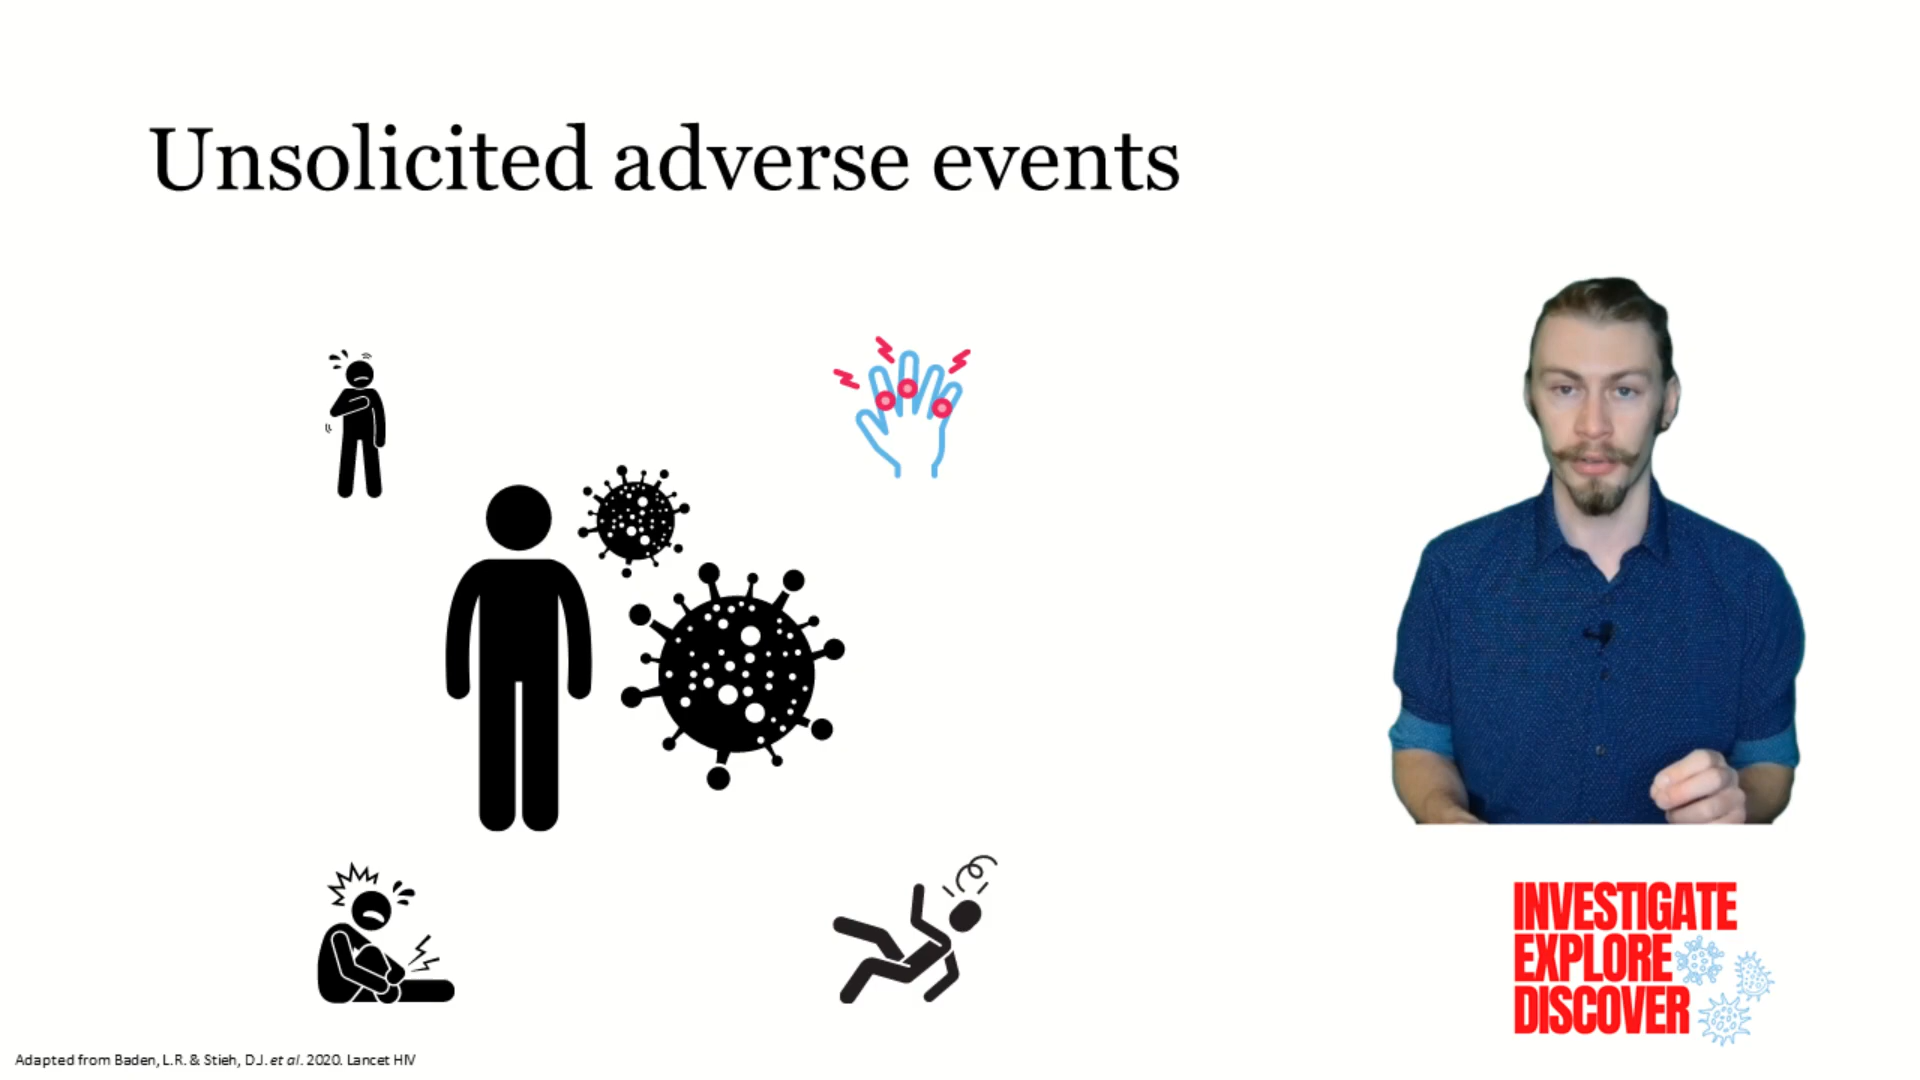 Unsolicited adverse events
INVESTIGATE
EXPLORE
DISCOVER
Adapted from Baden, L.R. & Stieh, D.J. et al. 2020. Lancet HIV